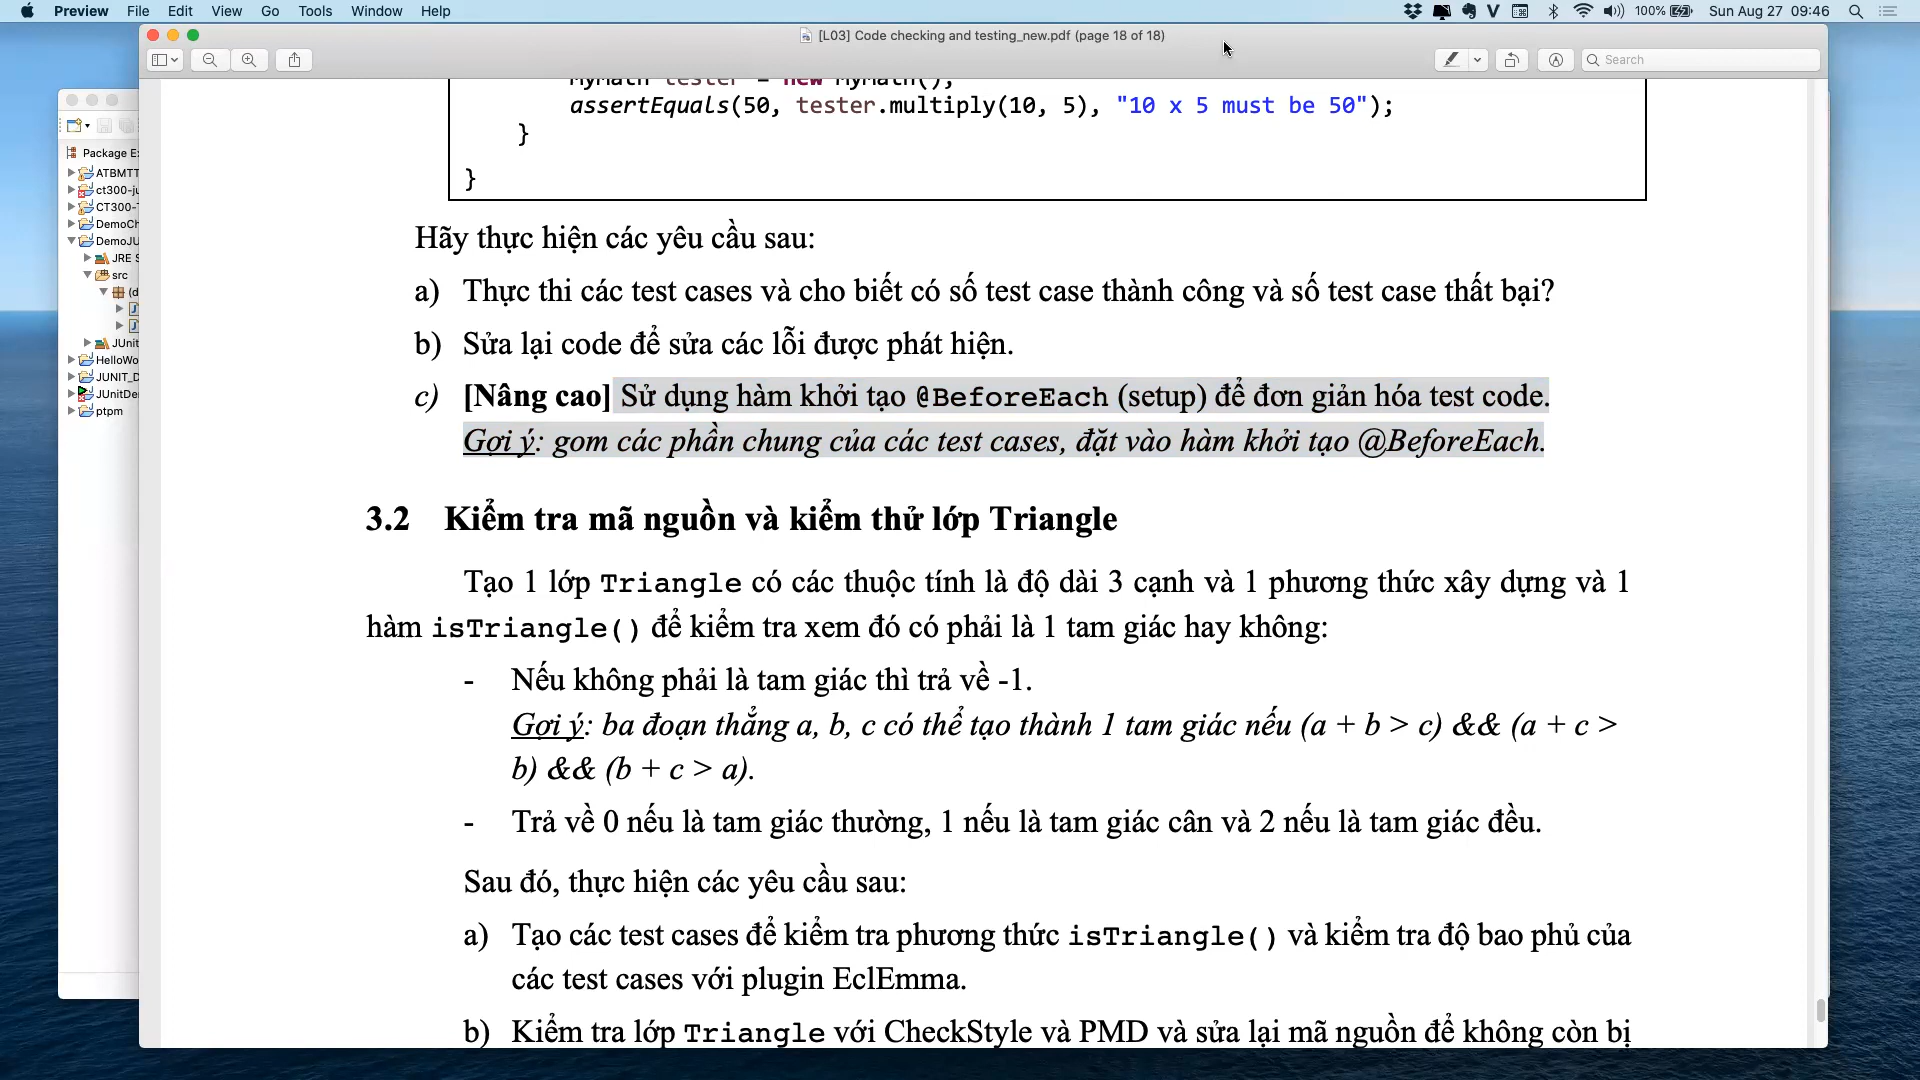 Preview File Edit View Go Tools Window Help 100% Sun Aug 27 09:46
[L03] Code checking and testing_new.pdf (page 18 of 18)
Search
assertEquals(50, tester.multiply(10, 5), "10 x 5 must be 50");
}
}
Hãy thực hiện các yêu cầu sau:
a) Thực thi các test cases và cho biết có số test case thành công và số test case thất bại?
b) Sửa lại code để sửa các lỗi được phát hiện.
c) [Nâng cao] Sử dụng hàm khởi tạo @BeforeEach (setup) để đơn giản hóa test code.
Gợi ý: gom các phần chung của các test cases, đặt vào hàm khởi tạo @BeforeEach.
3.2 Kiểm tra mã nguồn và kiểm thử lớp Triangle
Tạo 1 lớp Triangle có các thuộc tính là độ dài 3 cạnh và 1 phương thức xây dựng và 1
hàm isTriangle() để kiểm tra xem đó có phải là 1 tam giác hay không:
- Nếu không phải là tam giác thì trả về -1.
Gợi ý: ba đoạn thẳng a, b, c có thể tạo thành 1 tam giác nếu (a + b > c) && (a + c >
b) && (b + c > a).
- Trả về 0 nếu là tam giác thường, 1 nếu là tam giác cân và 2 nếu là tam giác đều.
Sau đó, thực hiện các yêu cầu sau:
a) Tạo các test cases để kiểm tra phương thức isTriangle() và kiểm tra độ bao phủ của
các test cases với plugin EclEmma.
b) Kiểm tra lớp Triangle với CheckStyle và PMD và sửa lại mã nguồn để không còn bị
Package E
ATBMTT
ct300-ju
CT300-
DemoCh
DemoJU
JRE S
src
(d
JUnit
HelloWo
JUNIT_D
JUnitDe
ptpm